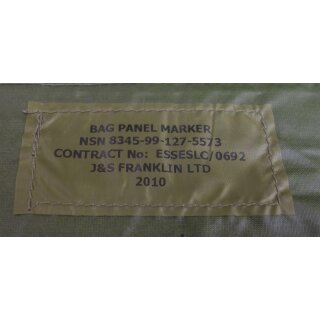 BAG PANEL MARKER
NSN 8345-99-127-5573
CONTRACT No: ESSESLC/0692
J&S FRANKLIN LTD
2010